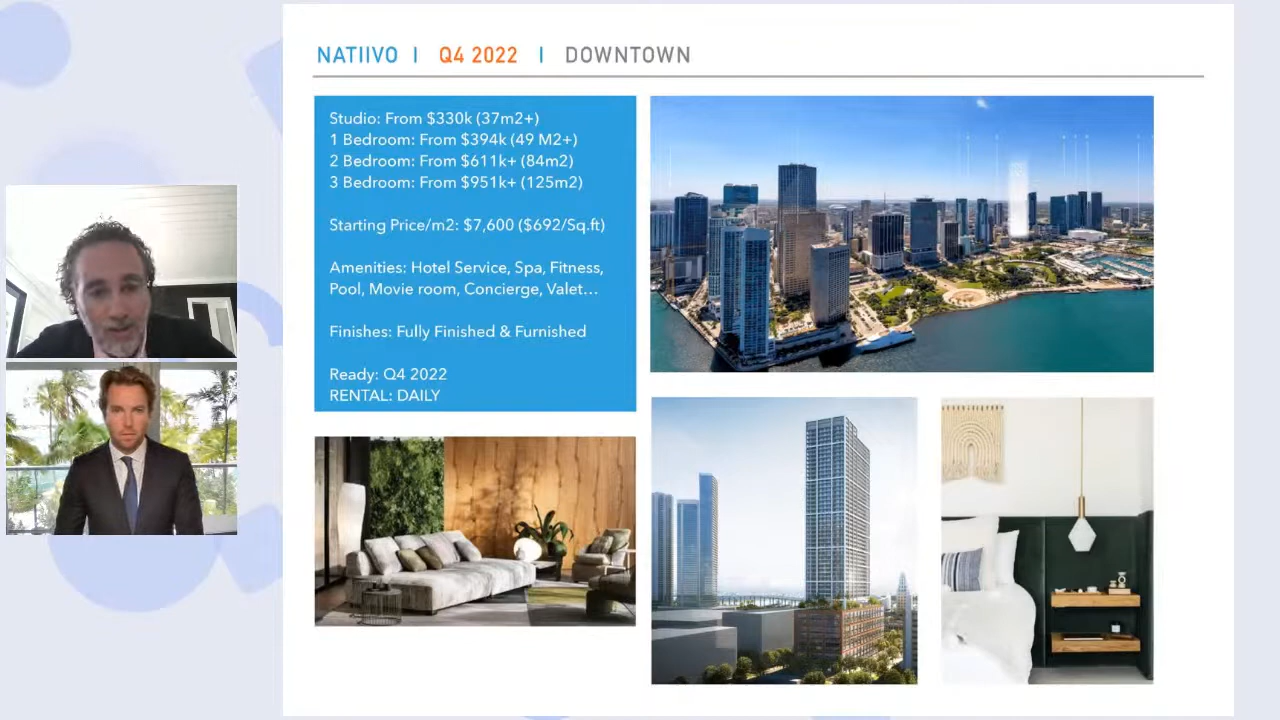 NATIIVO I Q4 2022 I DOWNTOWN
Studio: From $330k (37m2+)
1 Bedroom: From $394k (49 M2+)
2 Bedroom: From $611k+ (84m2)
3 Bedroom: From $951k+ (125m2)
Starting Price/m2: $7,600 ($692/Sq.ft)
Amenities: Hotel Service, Spa, Fitness,
Pool, Movie room, Concierge, Valet...
Finishes: Fully Finished & Furnished
Ready: Q4 2022
RENTAL: DAILY